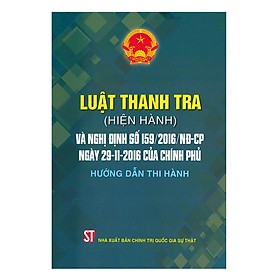 LUẬT THANH TRA
(HIỆN HÀNH)
VÀ NGHỊ ĐỊNH SỐ 159/2016/NĐ-CP
NGÀY 29-11-2016 CỦA CHÍNH PHỦ
HƯỚNG DẪN THI HÀNH
ST NHÀ XUẤT BẢN CHÍNH TRỊ QUỐC GIA SỰ THẬT